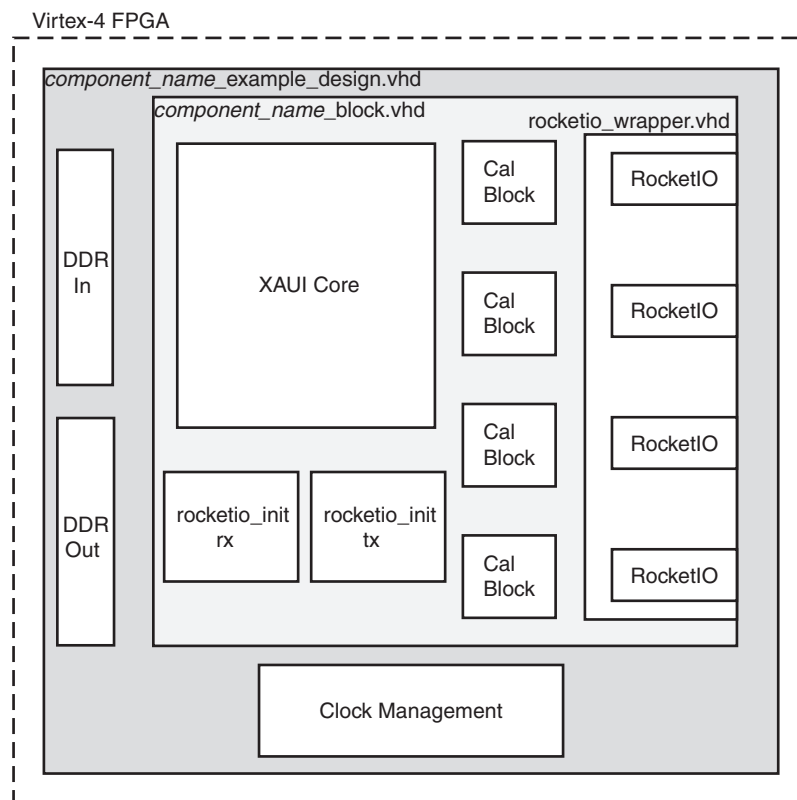 Virtex-4 FPGA
component_name_example_design.vhd
component_name_block.vhd
rocketio_wrapper.vhd
DDR
In
XAUI Core
Cal
Block
RocketIO
Cal
Block
RocketIO
Cal
Block
RocketIO
DDR
Out
rocketio_init
rx
rocketio_init
tx
Cal
Block
RocketIO
Clock Management